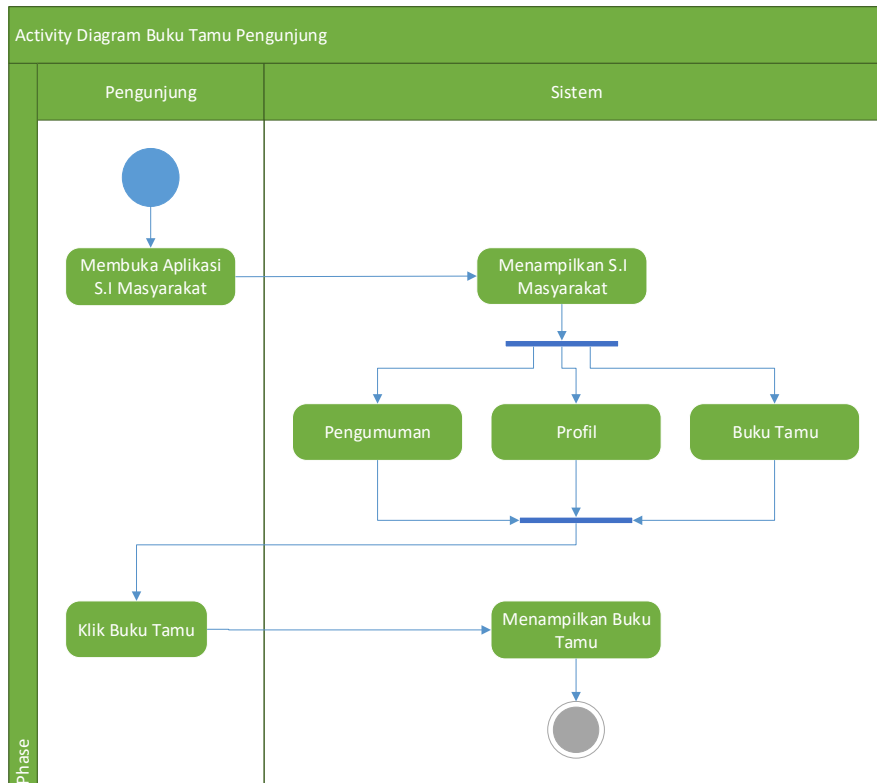 Activity Diagram Buku Tamu Pengunjung
Pengunjung
Sistem
Membuka Aplikasi
S.I Masyarakat
Menampilkan S.I
Masyarakat
Pengumuman
Profil
Buku Tamu
Klik Buku Tamu
Menampilkan Buku
Tamu
Phase